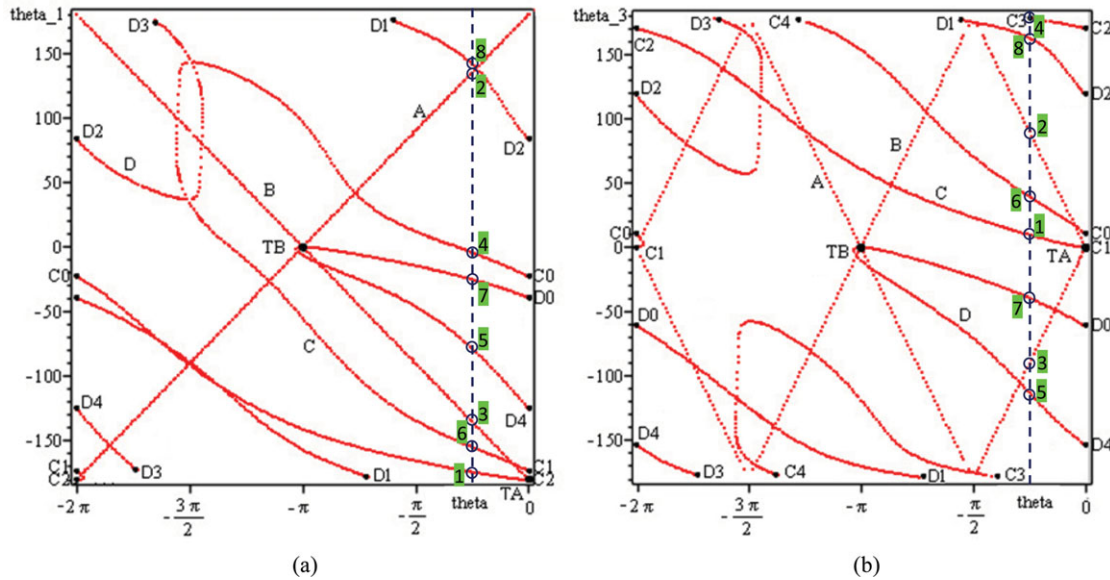 theta_1
150
100
50
0
-50
-100
-150
D3
D1
8
2
A
D2
D2
D
B
TB
4
C0
C0
7
D0
5
C
D4
D4
3
6
C1
C1
C2
D3
D1
1
C2
TA
-2 π
-3π/2
-π
-π/2
theta
0
(a)
theta_3
150
100
50
0
-50
-100
-150
D3
C4
D1
C3
4
C2
C2
8
D2
D2
2
B
A
C
6
C0
C0
1
C1
TB
TA
C1
7
D
D0
D0
3
5
D4
D4
D3
C4
D1
C3
-2 π
-3π/2
-π
-π/2
theta
0
(b)